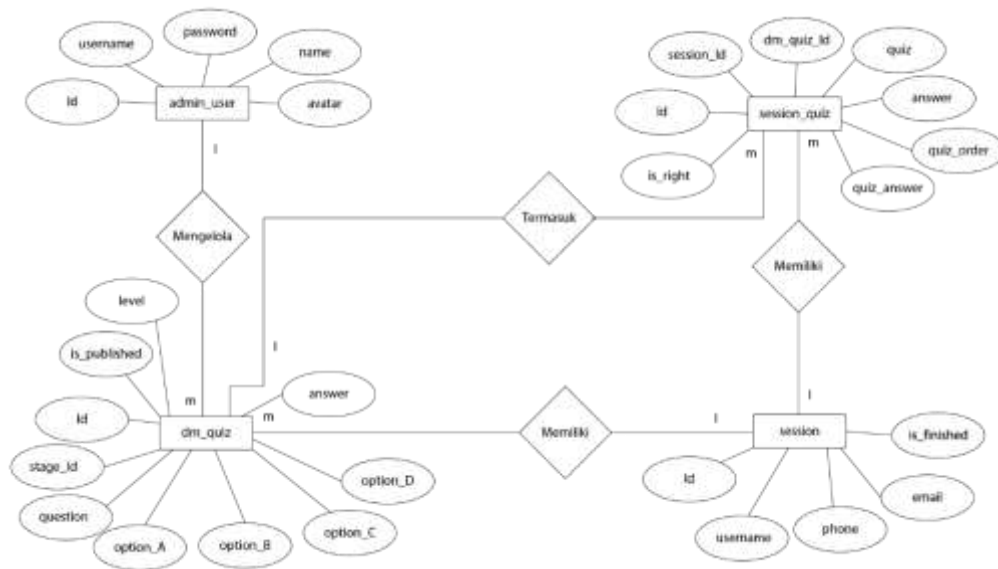 password
username
name
Id
admin_user
avatar
l
Mengelola
level
is_published
Id
m
dm_quiz
stage_Id
question
option_A
option_B
option_C
option_D
answer
m
l
Termasuk
m
Memiliki
l
dm_quiz_Id
session_Id
quiz
Id
session_quiz
answer
is_right
quiz_order
quiz_answer
m
Memiliki
l
session
is_finished
Id
email
username
phone